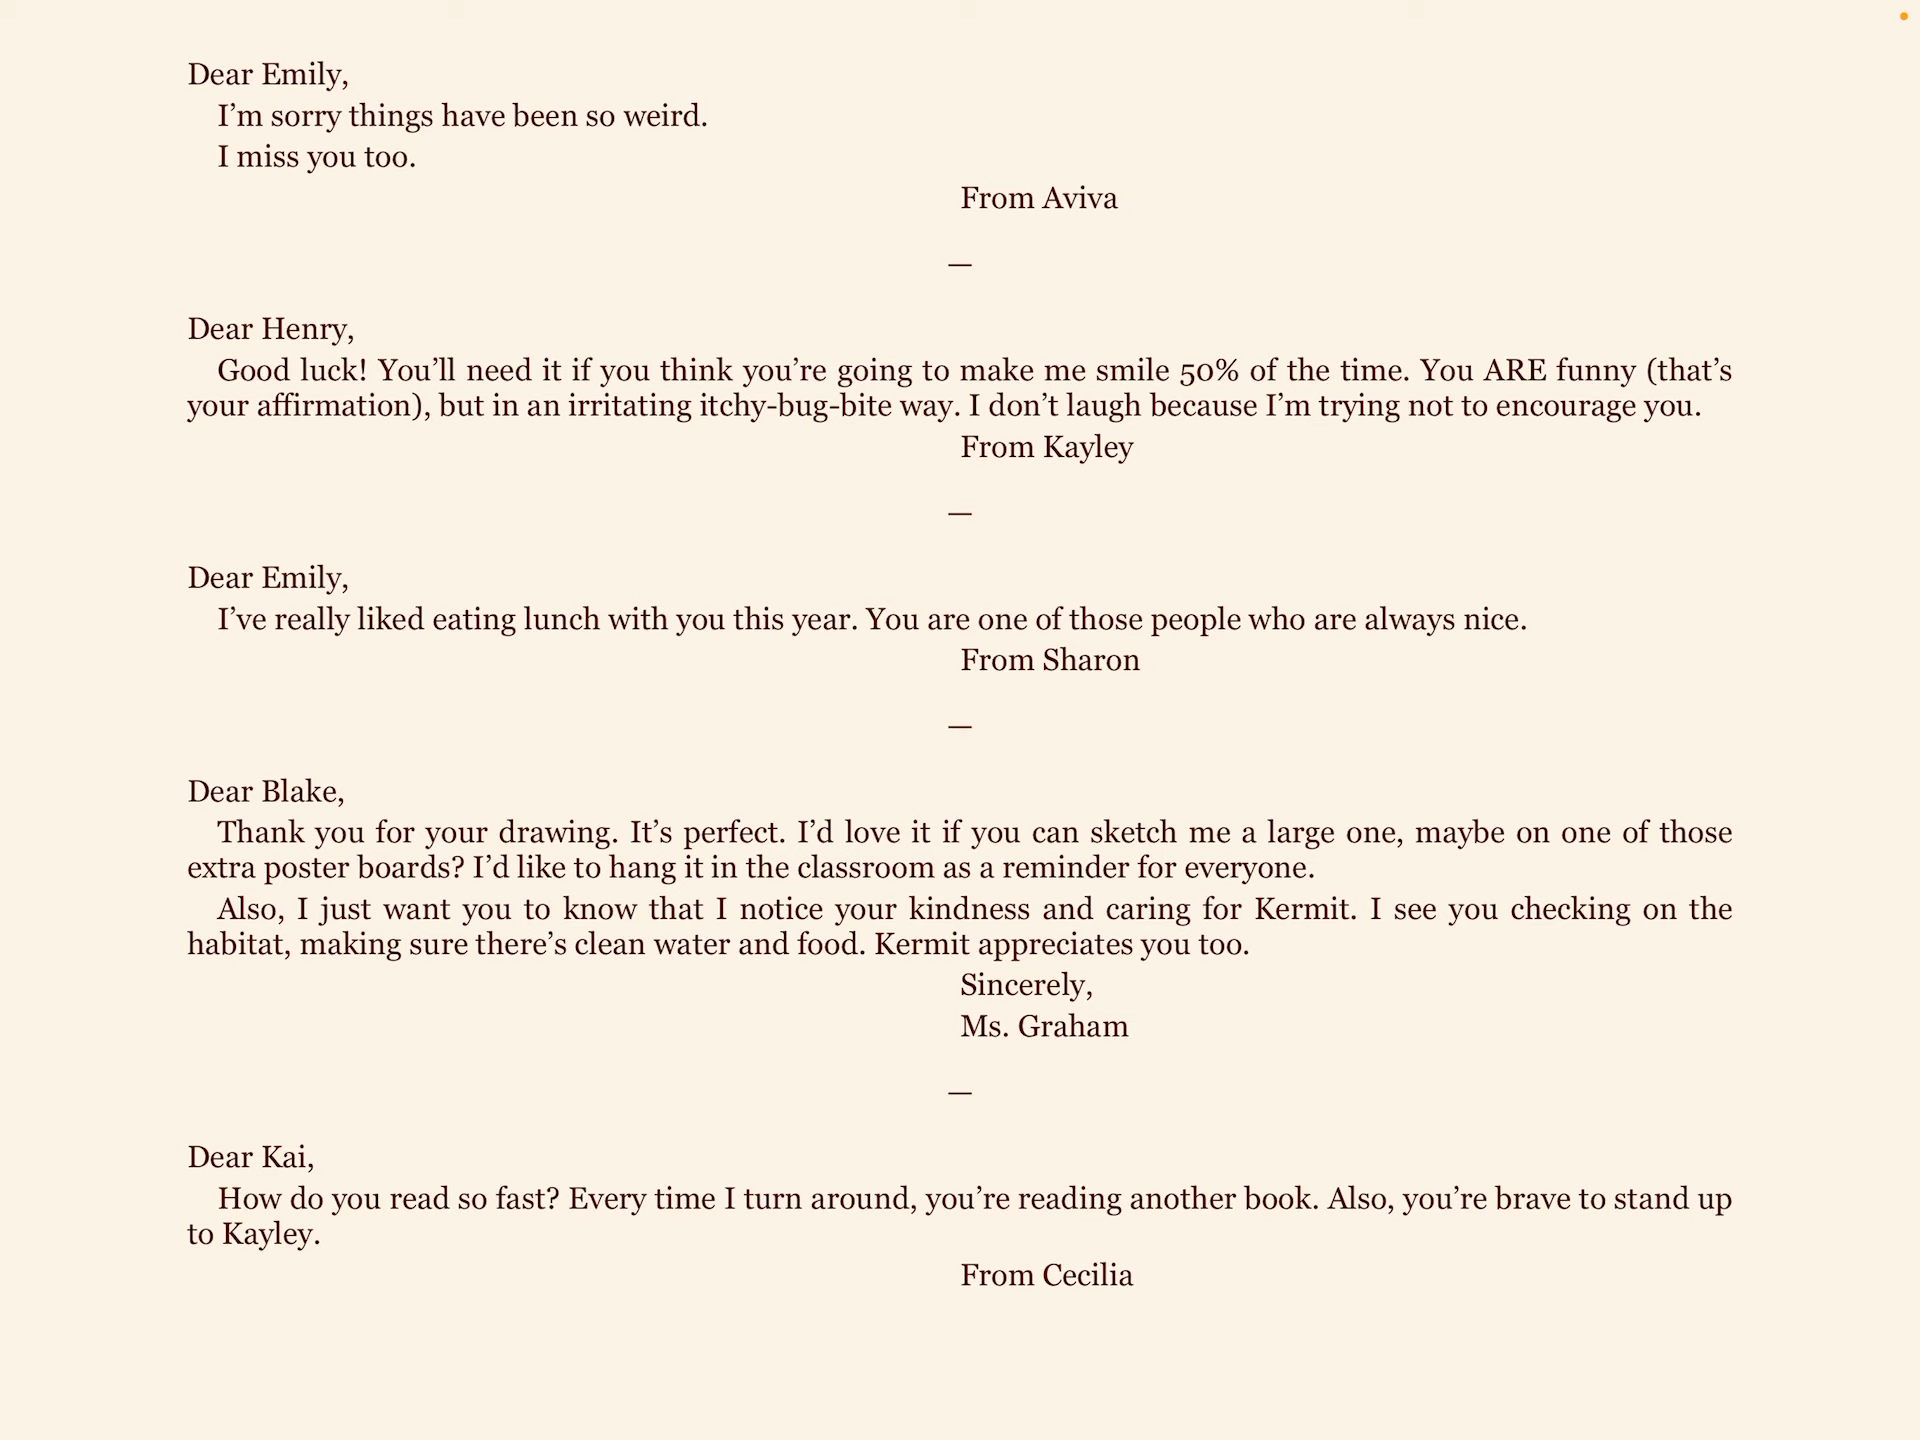 Dear Emily,
I’m sorry things have been so weird.
I miss you too.
From Aviva
—
Dear Henry,
Good luck! You’ll need it if you think you’re going to make me smile 50% of the time. You ARE funny (that’s
your affirmation), but in an irritating itchy-bug-bite way. I don’t laugh because I’m trying not to encourage you.
From Kayley
—
Dear Emily,
I’ve really liked eating lunch with you this year. You are one of those people who are always nice.
From Sharon
—
Dear Blake,
Thank you for your drawing. It’s perfect. I’d love it if you can sketch me a large one, maybe on one of those
extra poster boards? I’d like to hang it in the classroom as a reminder for everyone.
Also, I just want you to know that I notice your kindness and caring for Kermit. I see you checking on the
habitat, making sure there’s clean water and food. Kermit appreciates you too.
Sincerely,
Ms. Graham
—
Dear Kai,
How do you read so fast? Every time I turn around, you’re reading another book. Also, you’re brave to stand up
to Kayley.
From Cecilia